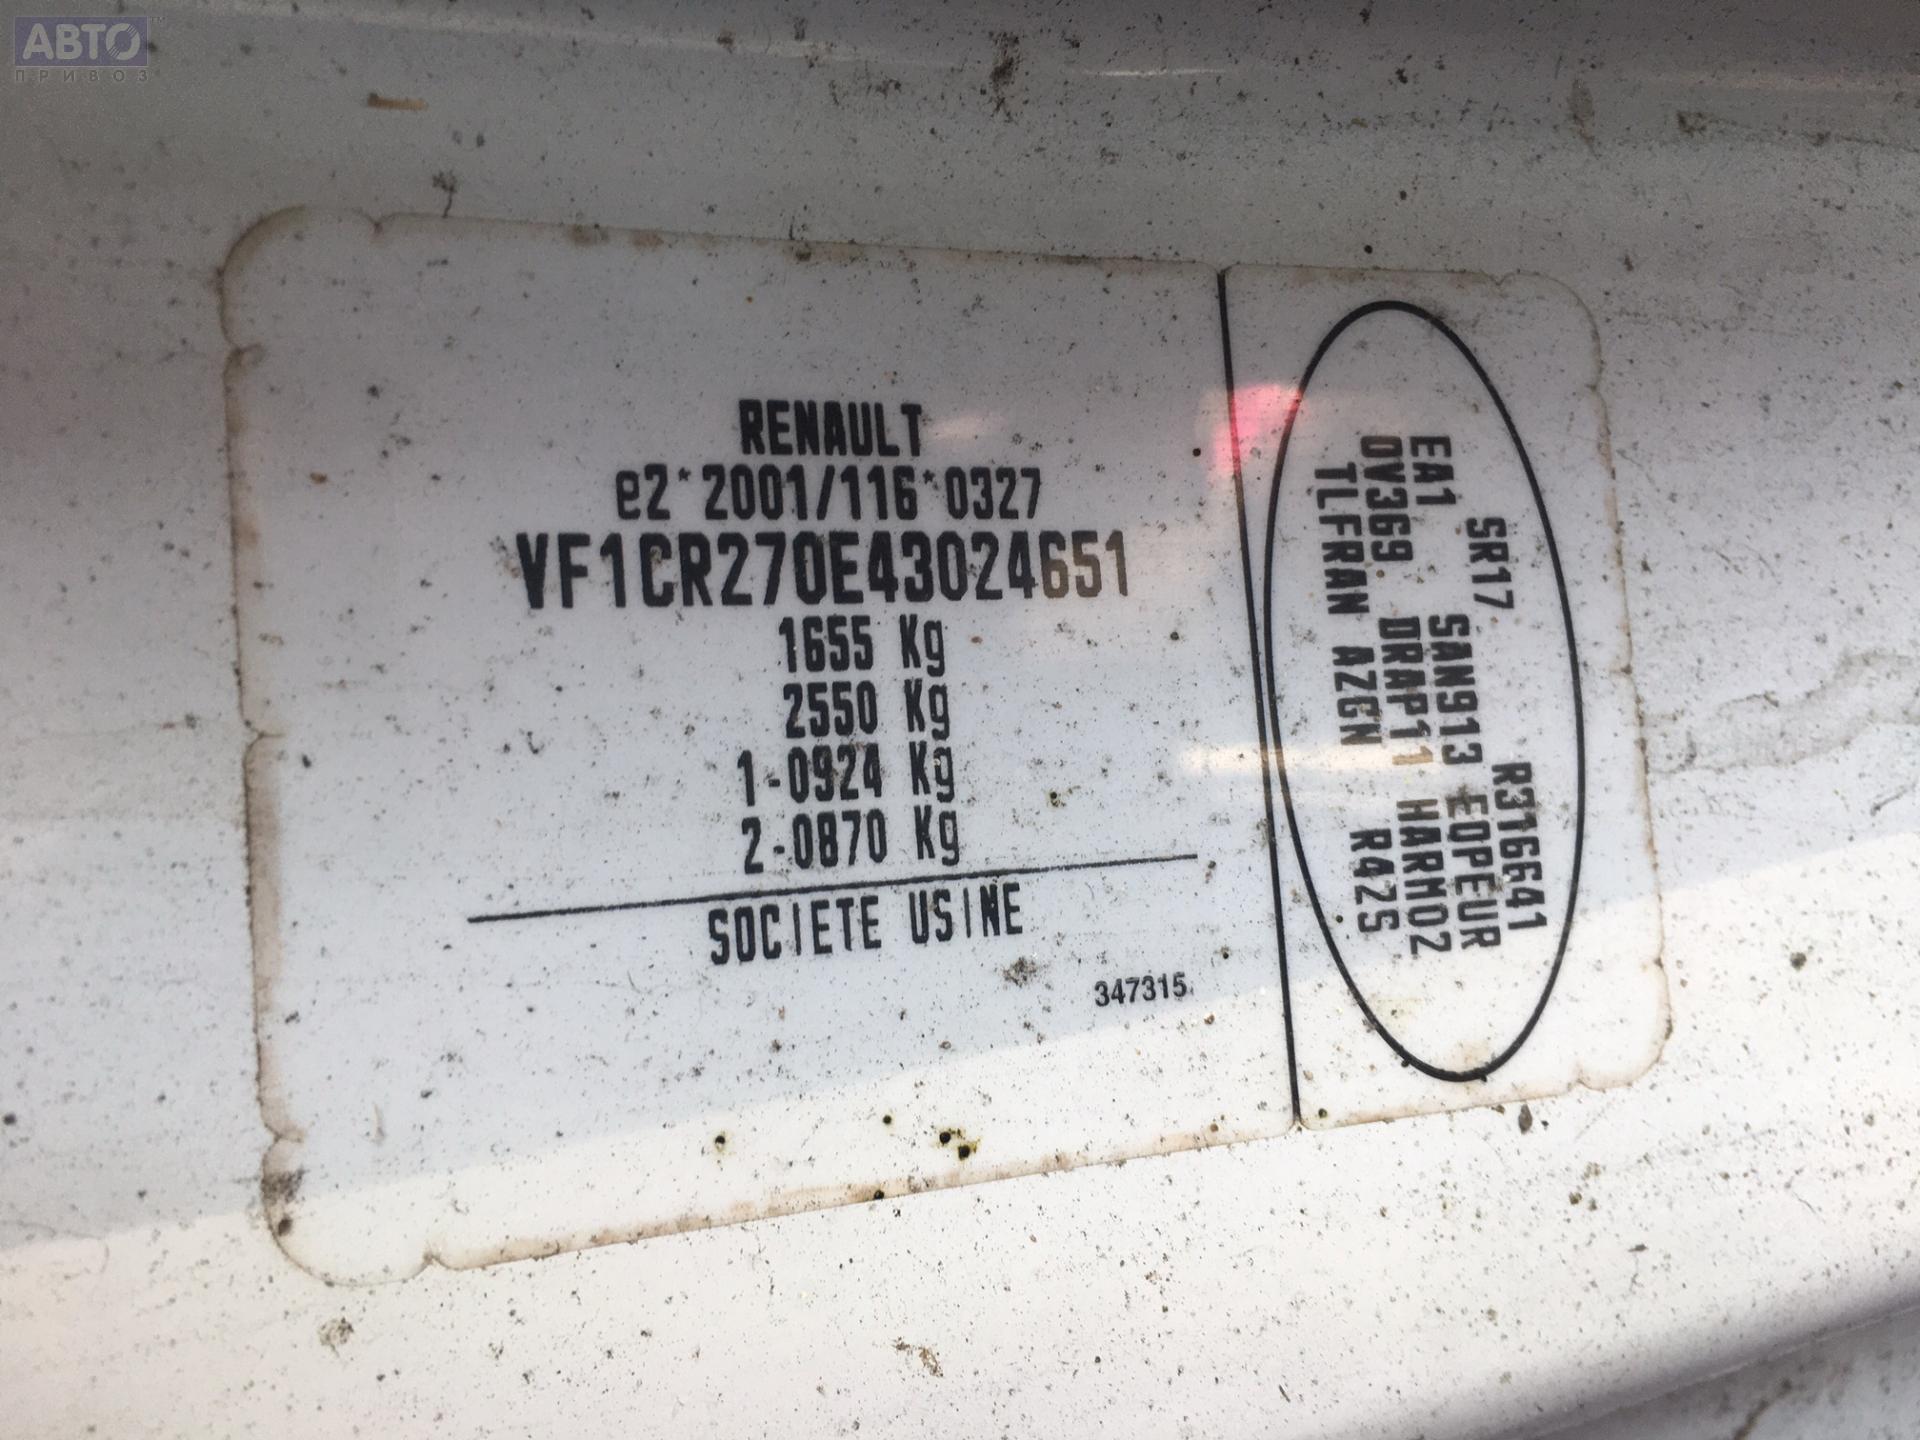 АВТО
ПРИВОЗ
RENAULT
e2*2001/116*0327
VF1CR270E43024651
1655 Kg
2550 Kg
1-0924 Kg
2-0870 Kg
SOCIETE USINE
347315
SR17 R316641
EA1 SAN913 EQPEUR
OV369 DRAP11 HARM02
TLFRAN AZGN R42S